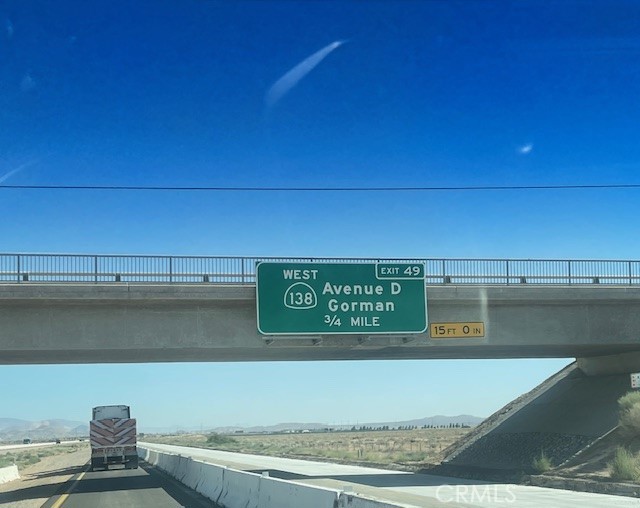 EXIT 49
WEST
138 Avenue D
Gorman
3/4 MILE
15 FT 0 IN
CRMLS